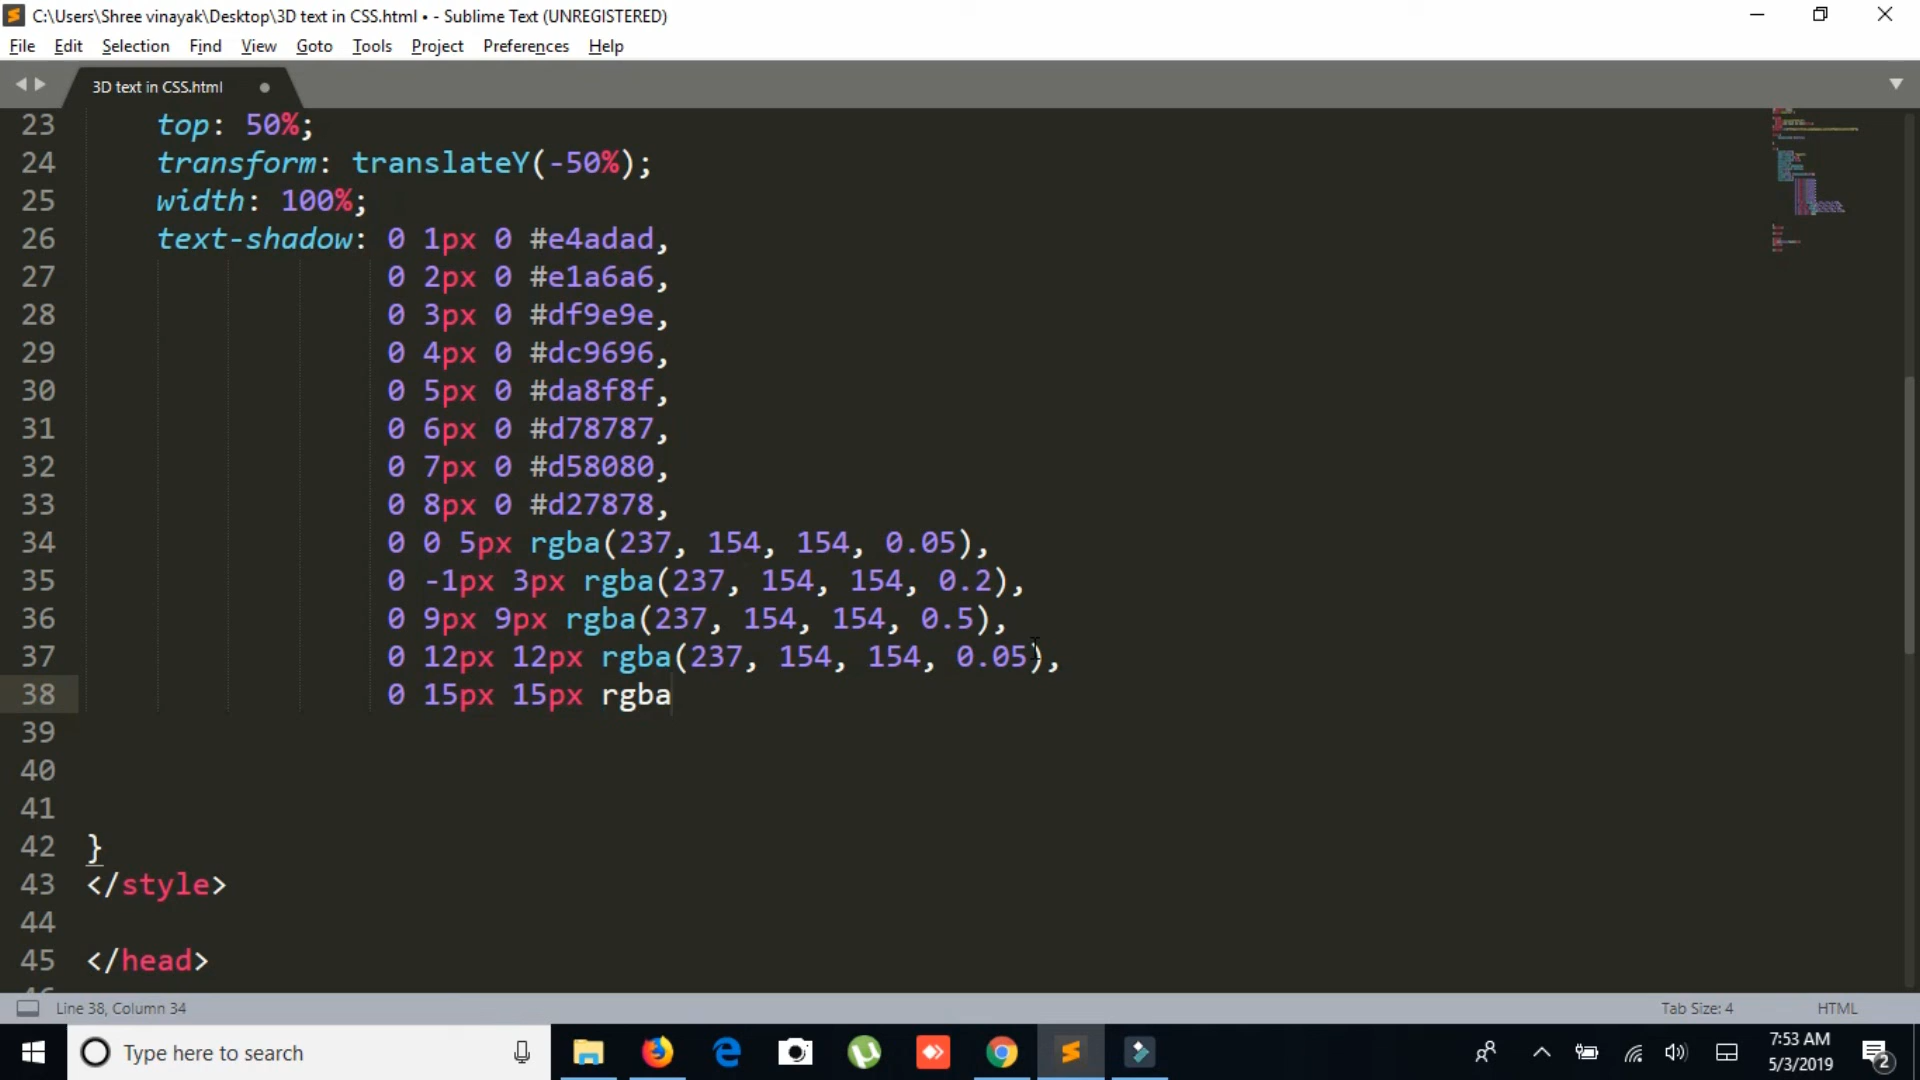 C:\Users\Shree vinayak\Desktop\3D text in CSS.html • - Sublime Text (UNREGISTERED)
File Edit Selection Find View Goto Tools Project Preferences Help
3D text in CSS.html
23 top: 50%;
24 transform: translateY(-50%);
25 width: 100%;
26 text-shadow: 0 1px 0 #e4adad,
27 0 2px 0 #e1a6a6,
28 0 3px 0 #df9e9e,
29 0 4px 0 #dc9696,
30 0 5px 0 #da8f8f,
31 0 6px 0 #d78787,
32 0 7px 0 #d58080,
33 0 8px 0 #d27878,
34 0 0 5px rgba(237, 154, 154, 0.05),
35 0 -1px 3px rgba(237, 154, 154, 0.2),
36 0 9px 9px rgba(237, 154, 154, 0.5),
37 0 12px 12px rgba(237, 154, 154, 0.05),
38 0 15px 15px rgba
39
40
41
42 }
43 </style>
44
45 </head>
Line 38, Column 34 Tab Size: 4 HTML
Type here to search
7:53 AM
5/3/2019
2